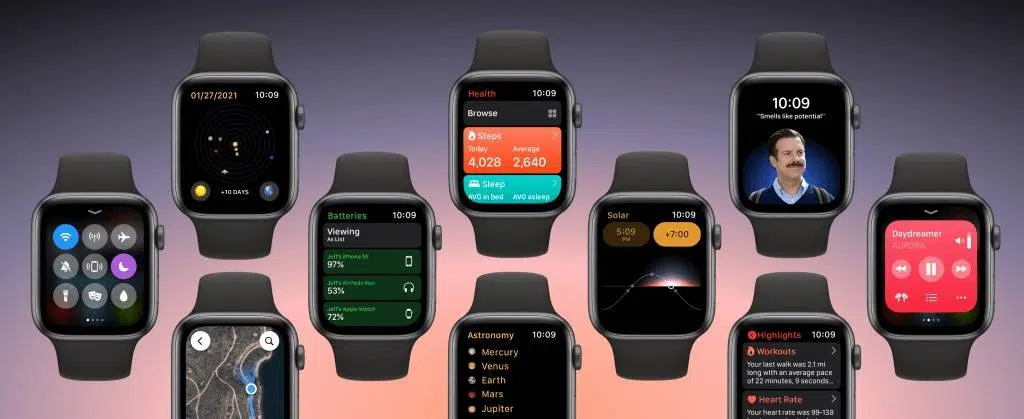 01/27/2021 10:09
+10 DAYS
Health 10:09
Browse
Steps
Today Average
4,028 2,640
Sleep
AVG in bed AVG asleep
10:09
"Smells like potential"
Batteries 10:09
Viewing
As List
Jeff's iPhone SE
97%
Jeff's AirPods Max
53%
Jeff's Apple Watch
72%
Solar 10:09
5:09
PM
+7:00
Daydreamer
AURORA
Astronomy 10:09
Mercury
Venus
Earth
Mars
Jupiter
Highlights 10:09
Workouts
Your last walk was 2.1 mi
long with an average pace
of 22 minutes, 9 seconds...
Heart Rate
Your heart rate was 99-138